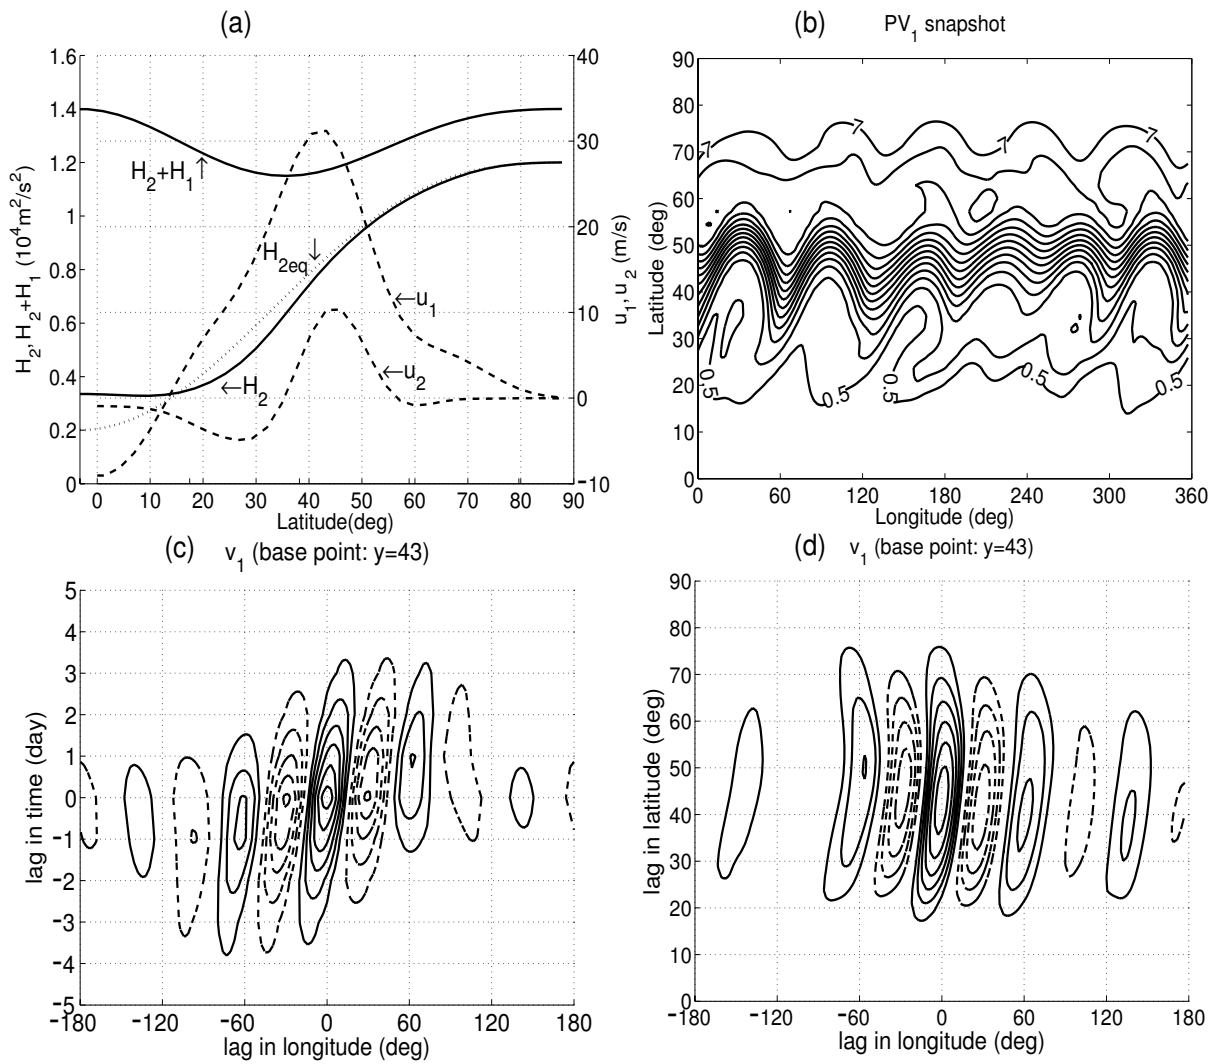 (a)
1.6
1.4
1.2
1
0.8
0.6
0.4
0.2
0
H2, H2+H1 (10^4m^2/s^2)
40
30
20
10
0
-10
u1, u2 (m/s)
H2+H1↑
H2eq↓
←u1
←u2
←H2
0 10 20 30 40 50 60 70 80 90
Latitude(deg)
(b) PV1 snapshot
90
80
70
60
50
40
30
20
10
0
Latitude (deg)
7 7 7
0.5 0.5 0.5 0.5 0.5
0 60 120 180 240 300 360
Longitude (deg)
(c) v1 (base point: y=43)
5
4
3
2
1
0
-1
-2
-3
-4
-5
lag in time (day)
-180 -120 -60 0 60 120 180
lag in longitude (deg)
(d) v1 (base point: y=43)
90
80
70
60
50
40
30
20
10
0
lag in latitude (deg)
-180 -120 -60 0 60 120 180
lag in longitude (deg)